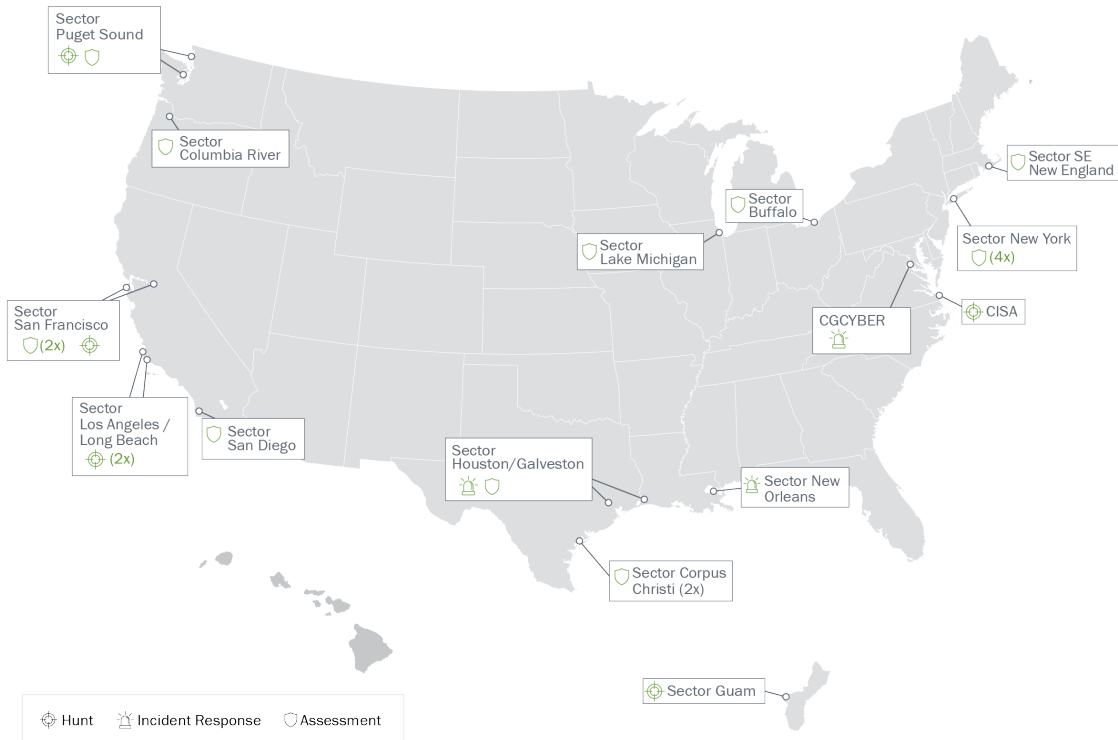 Sector
Puget Sound
Sector
Columbia River
Sector SE
New England
Sector
Buffalo
Sector
Lake Michigan
Sector New York
(4x)
CISA
CGCYBER
Sector
San Francisco
(2x)
Sector
Los Angeles /
Long Beach
(2x)
Sector
San Diego
Sector
Houston/Galveston
Sector New
Orleans
Sector Corpus
Christi (2x)
Sector Guam
Hunt
Incident Response
Assessment